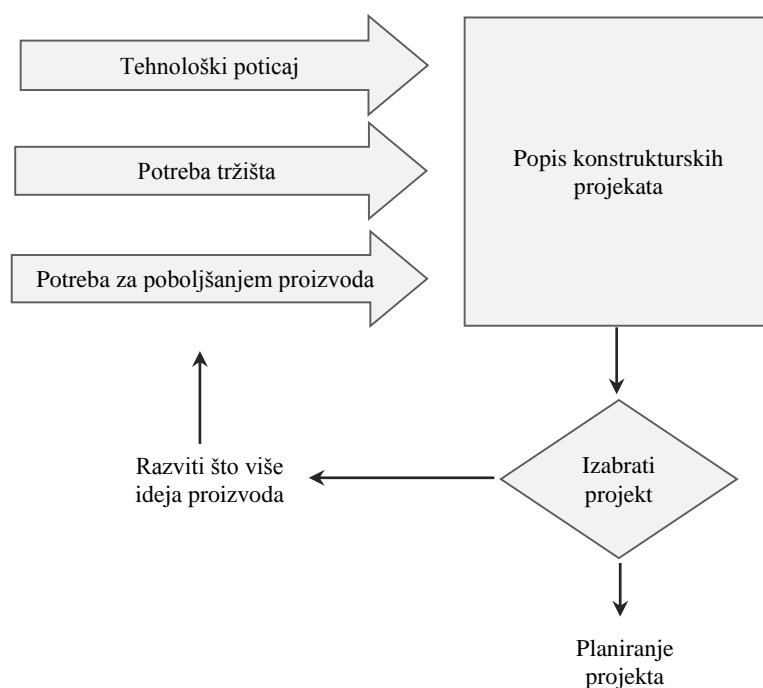 Tehnološki poticaj
Potreba tržišta
Potreba za poboljšanjem proizvoda
Popis konstrukturskih
projekata
Razviti što više
ideja proizvoda
Izabrati
projekt
Planiranje
projekta